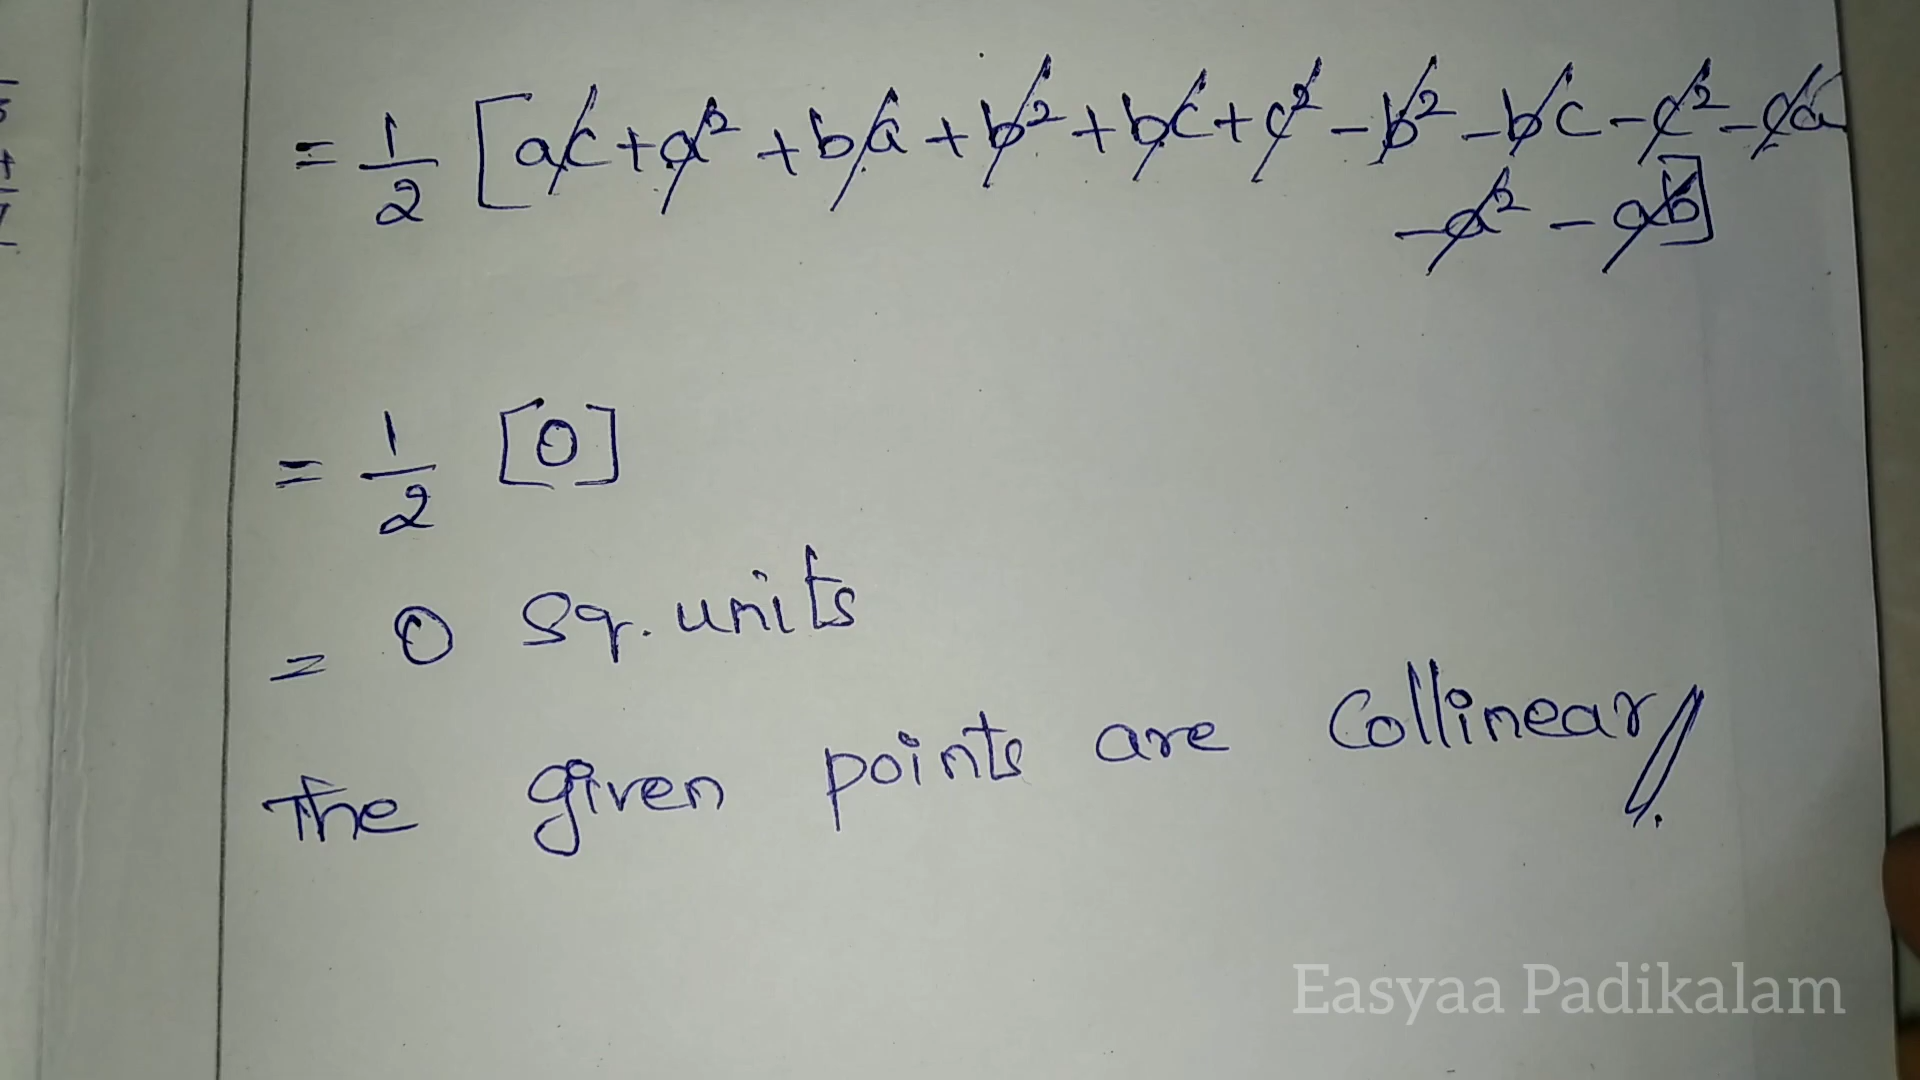 = 1/2 [ac + a² + ba + b² + bc + c² - b² - bc - c² - ca
- a² - ab]
= 1/2 [0]
= 0 sq. units
The given points are collinear//.
Easyaa Padikalam